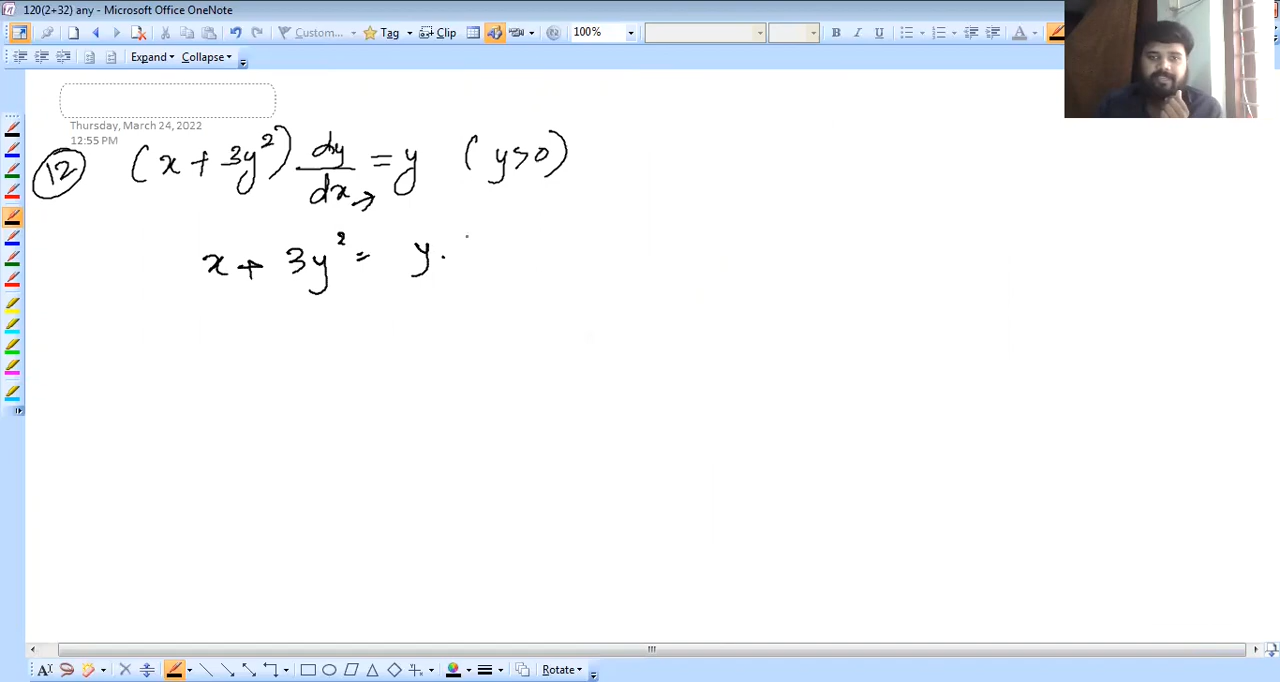 120(2+32) any - Microsoft OneNote
Custom... Tag Clip 100% B I U A
Expand Collapse
Thursday, March 24, 2022
12:55 PM
12 (x + 3y²) dy/dx = y (y>0)
x + 3y² = y.
Rotate